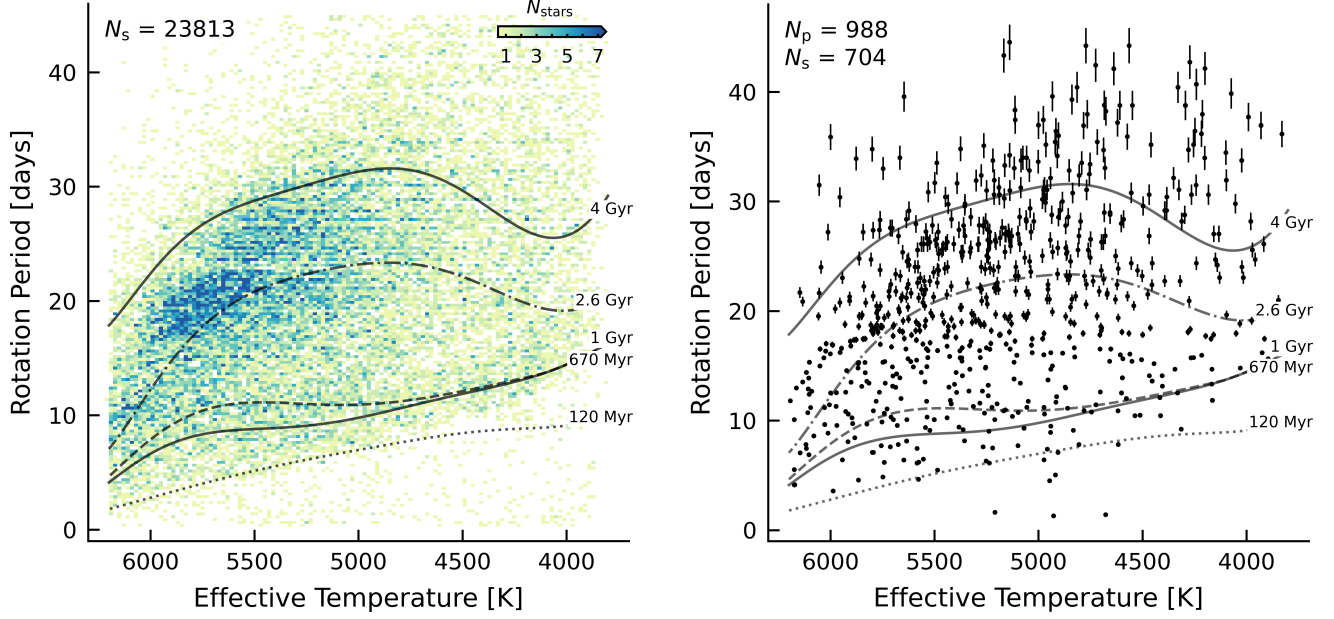 Nₛ = 23813
N_stars
1 3 5 7
40
30
20
10
0
Rotation Period [days]
4 Gyr
2.6 Gyr
1 Gyr
670 Myr
120 Myr
6000 5500 5000 4500 4000
Effective Temperature [K]
Nₚ = 988
Nₛ = 704
40
30
20
10
0
Rotation Period [days]
4 Gyr
2.6 Gyr
1 Gyr
670 Myr
120 Myr
6000 5500 5000 4500 4000
Effective Temperature [K]